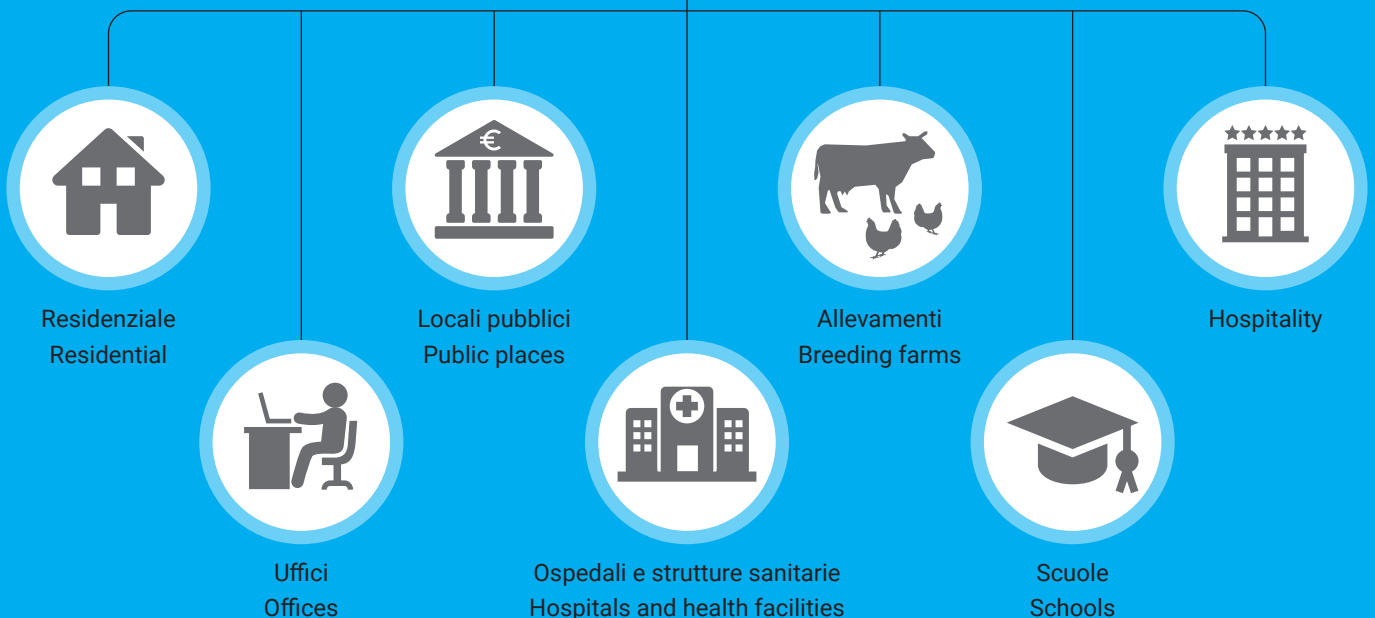 €
Residenziale
Residential
Locali pubblici
Public places
Allevamenti
Breeding farms
Hospitality
Uffici
Offices
Ospedali e strutture sanitarie
Hospitals and health facilities
Scuole
Schools